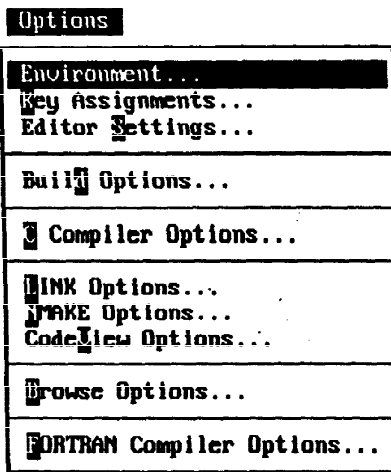 Options
Environment...
Key Assignments...
Editor Settings...
Build Options...
C Compiler Options...
LINK Options...
NMAKE Options...
CodeView Options...
Browse Options...
FORTRAN Compiler Options...